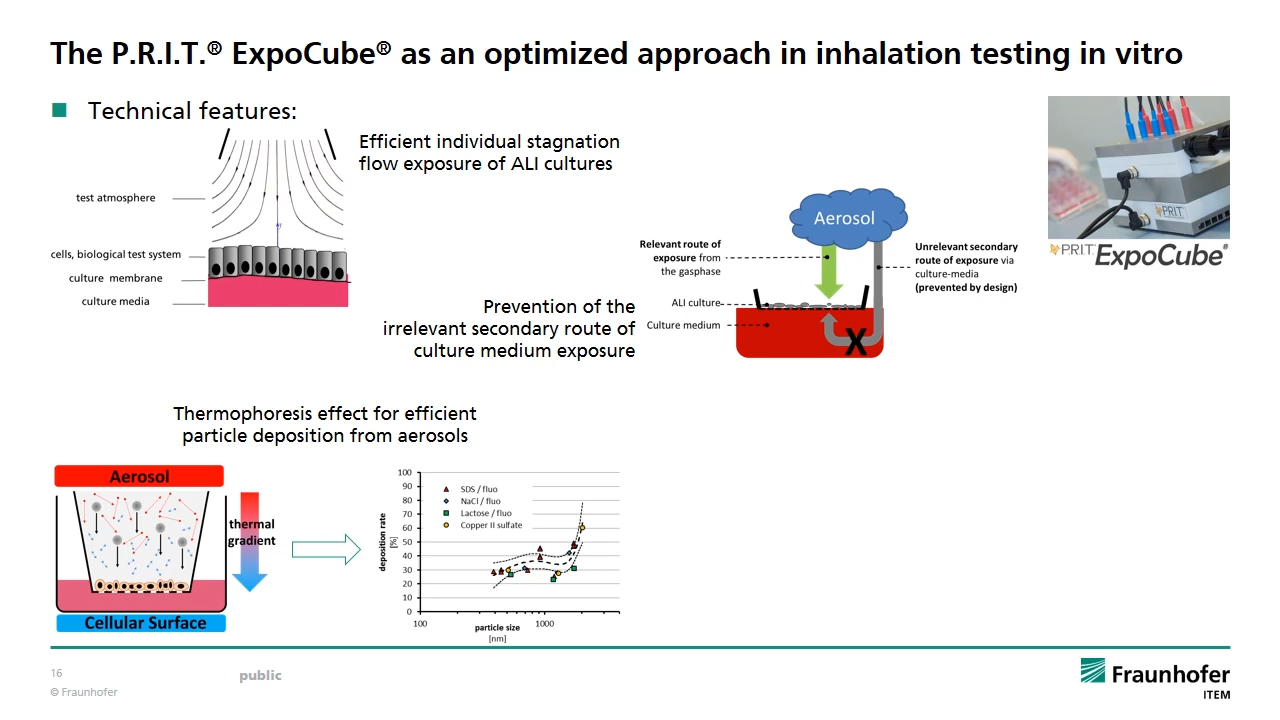 The P.R.I.T.® ExpoCube® as an optimized approach in inhalation testing in vitro
Technical features:
Efficient individual stagnation
flow exposure of ALI cultures
test atmosphere
cells, biological test system
culture membrane
culture media
Prevention of the
irrelevant secondary route of
culture medium exposure
Aerosol
Relevant route of
exposure from
the gasphase
ALI culture
Culture medium
X
Unrelevant secondary
route of exposure via
culture-media
(prevented by design)
PRIT
PRIT® ExpoCube®
Thermophoresis effect for efficient
particle deposition from aerosols
Aerosol
thermal
gradient
Cellular Surface
deposition rate
[%]
100
90
80
70
60
50
40
30
20
10
0
SDS / fluo
NaCl / fluo
Lactose / fluo
Copper II sulfate
100
1000
particle size
[nm]
16
public
© Fraunhofer
Fraunhofer
ITEM